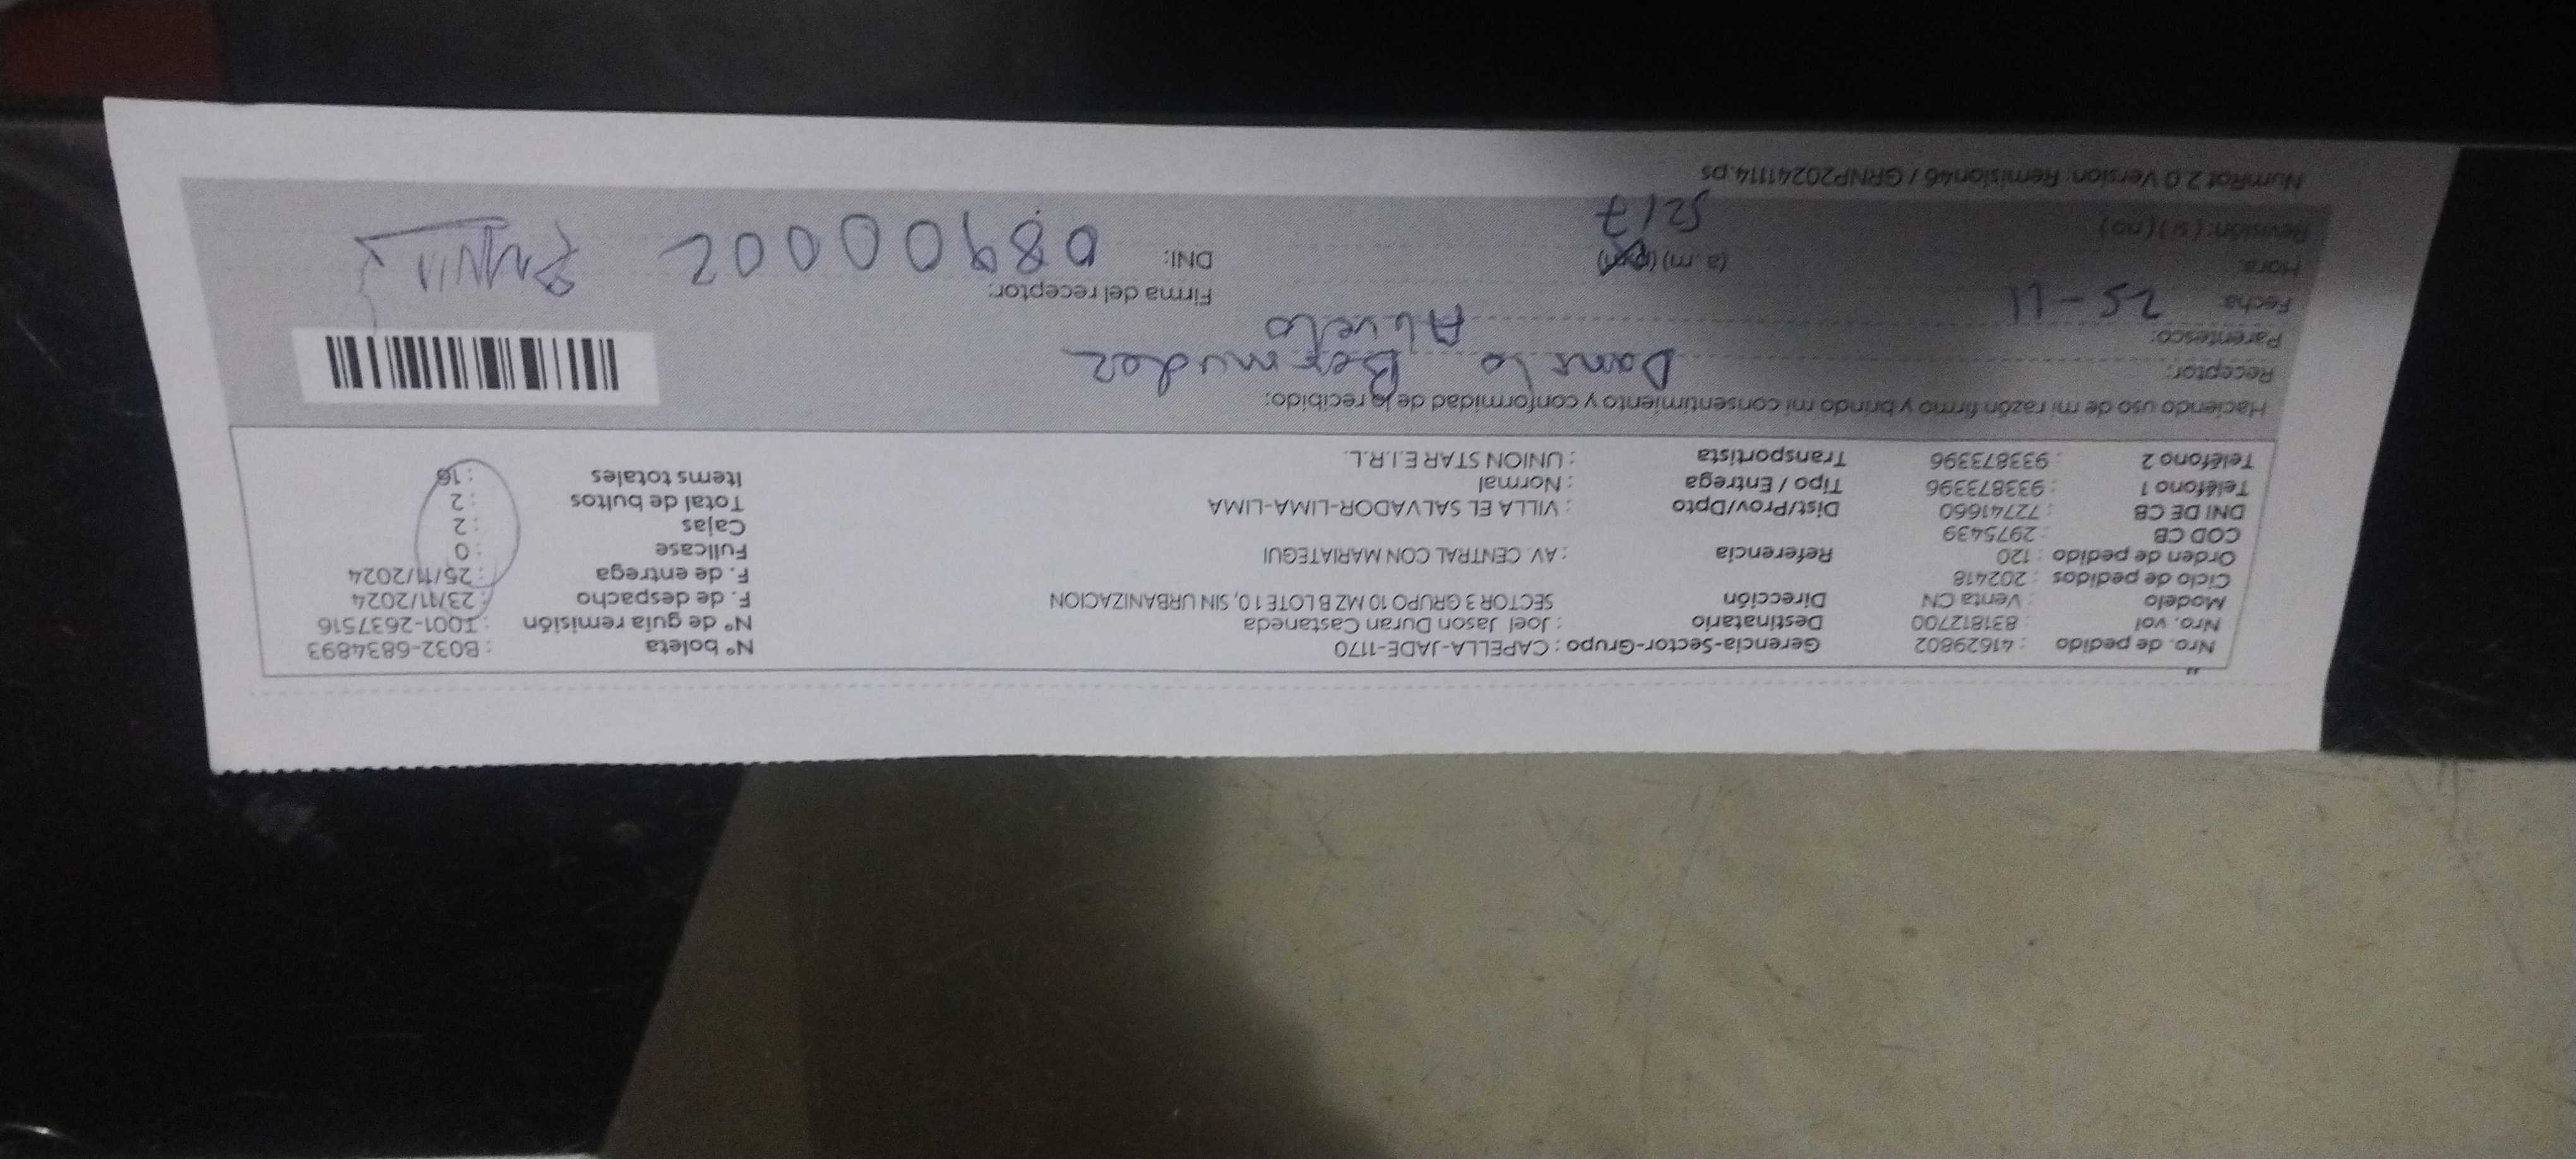 "
Nro. de pedido : 41629802 Gerencia-Sector-Grupo : CAPELLA-JADE-1170 N° boleta : B032-6834893
Nro. vol : 831812700 Destinatario : Joel Jason Duran Castaneda N° de guía remisión : T001-2637516
Modelo : Venta CN Dirección SECTOR 3 GRUPO 10 MZ B LOTE 10, SIN URBANIZACION F. de despacho : 23/11/2024
Ciclo de pedidos : 202418 F. de entrega : 25/11/2024
Orden de pedido : 120 Referencia : AV. CENTRAL CON MARIATEGUI Fullcase : 0
COD CB : 2975439 Cajas : 2
DNI DE CB : 72741660 Dist/Prov/Dpto : VILLA EL SALVADOR-LIMA-LIMA Total de bultos : 2
Teléfono 1 : 933873396 Tipo / Entrega : Normal Items totales : 16
Teléfono 2 : 933873396 Transportista : UNION STAR E.I.R.L.
Haciendo uso de mi razón firmo y brindo mi consentimiento y conformidad de lo recibido:
Receptor: Danilo Bermudez
Parentesco: Abuelo
Fecha 25-11 Firma del receptor:
Hora: (a. m) (p.m) DNI: 08900002
Revisión: ( si ) ( no ) 5217
NumRot 2.0 Version: Remision46 / GRNP20241114.ps